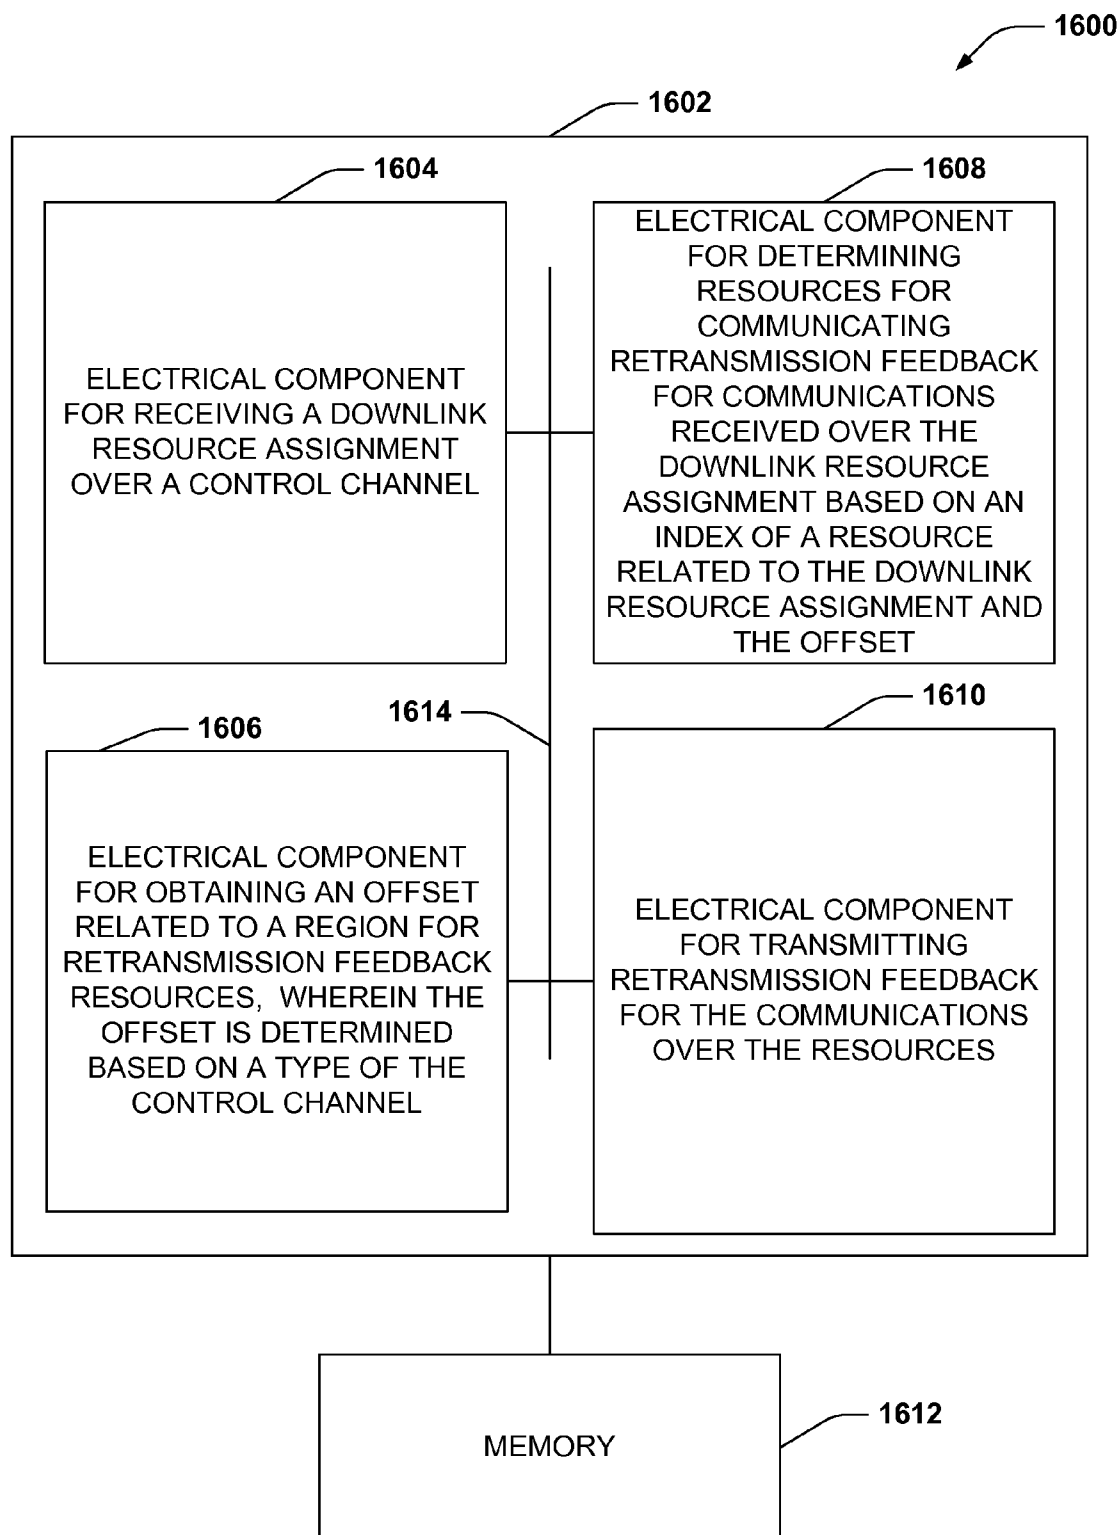 1600
1602
1604
ELECTRICAL COMPONENT
FOR RECEIVING A DOWNLINK
RESOURCE ASSIGNMENT
OVER A CONTROL CHANNEL
1608
ELECTRICAL COMPONENT
FOR DETERMINING
RESOURCES FOR
COMMUNICATING
RETRANSMISSION FEEDBACK
FOR COMMUNICATIONS
RECEIVED OVER THE
DOWNLINK RESOURCE
ASSIGNMENT BASED ON AN
INDEX OF A RESOURCE
RELATED TO THE DOWNLINK
RESOURCE ASSIGNMENT AND
THE OFFSET
1606
ELECTRICAL COMPONENT
FOR OBTAINING AN OFFSET
RELATED TO A REGION FOR
RETRANSMISSION FEEDBACK
RESOURCES, WHEREIN THE
OFFSET IS DETERMINED
BASED ON A TYPE OF THE
CONTROL CHANNEL
1614
1610
ELECTRICAL COMPONENT
FOR TRANSMITTING
RETRANSMISSION FEEDBACK
FOR THE COMMUNICATIONS
OVER THE RESOURCES
MEMORY
1612